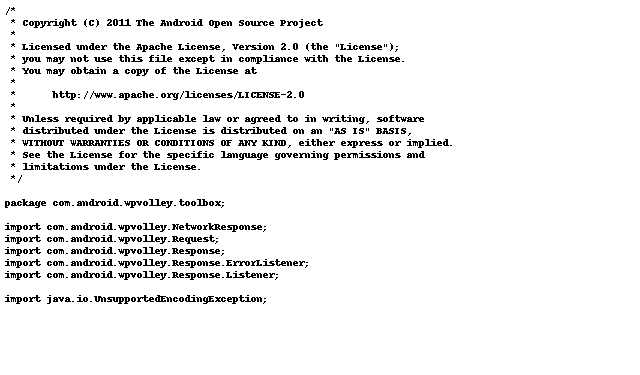 /*
 * Copyright (C) 2011 The Android Open Source Project
 *
 * Licensed under the Apache License, Version 2.0 (the "License");
 * you may not use this file except in compliance with the License.
 * You may obtain a copy of the License at
 *
 *      http://www.apache.org/licenses/LICENSE-2.0
 *
 * Unless required by applicable law or agreed to in writing, software
 * distributed under the License is distributed on an "AS IS" BASIS,
 * WITHOUT WARRANTIES OR CONDITIONS OF ANY KIND, either express or implied.
 * See the License for the specific language governing permissions and
 * limitations under the License.
 */

package com.android.wpvolley.toolbox;

import com.android.wpvolley.NetworkResponse;
import com.android.wpvolley.Request;
import com.android.wpvolley.Response;
import com.android.wpvolley.Response.ErrorListener;
import com.android.wpvolley.Response.Listener;

import java.io.UnsupportedEncodingException;